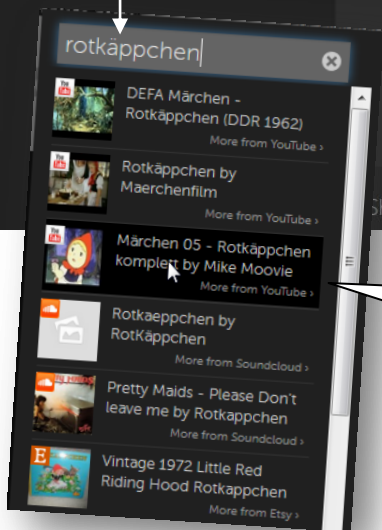 rotkäppchen
DEFA Märchen -
Rotkäppchen (DDR 1962)
More from YouTube ›
Rotkäppchen by
Maerchenfilm
More from YouTube ›
Märchen 05 - Rotkäppchen
komplett by Mike Moovie
More from YouTube ›
Rotkaeppchen by
RotKäppchen
More from Soundcloud ›
Pretty Maids - Please Don't
leave me by Rotkappchen
More from Soundcloud ›
E
Vintage 1972 Little Red
Riding Hood Rotkappchen
More from Etsy ›